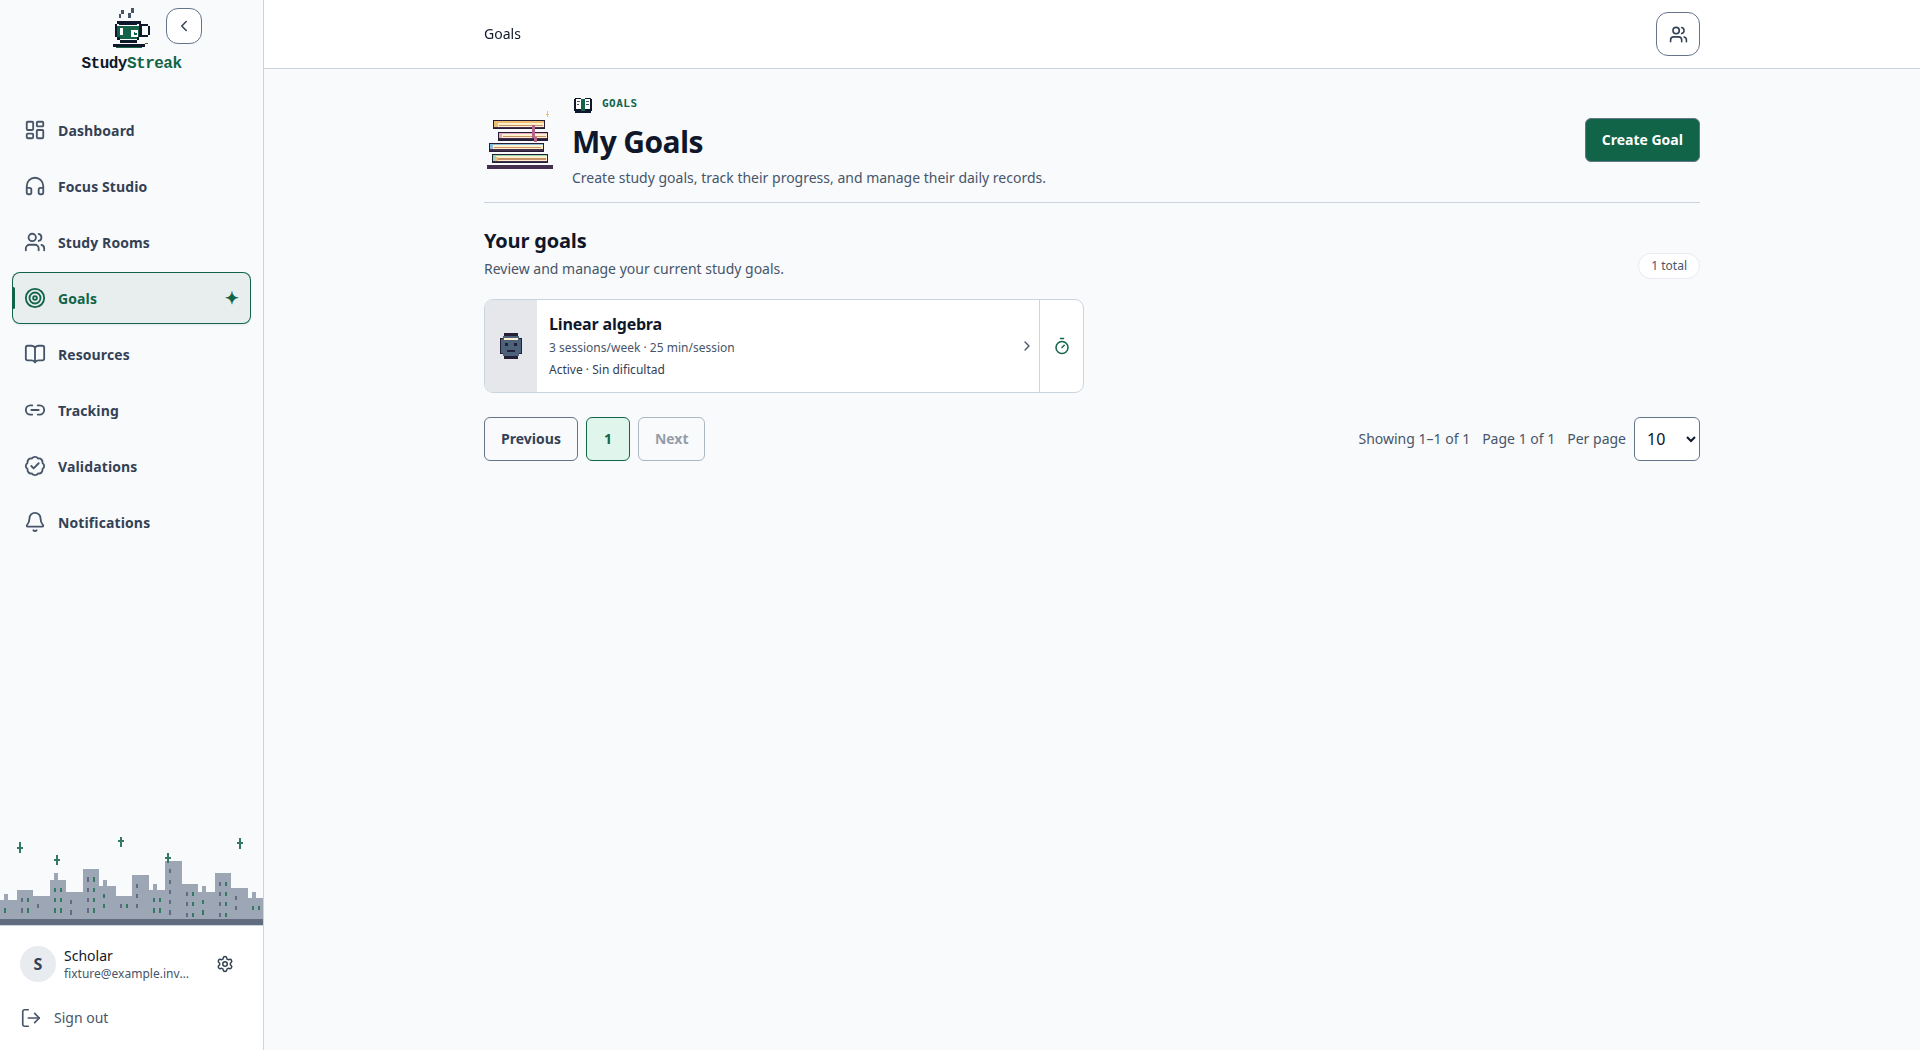 StudyStreak
Dashboard
Focus Studio
Study Rooms
Goals
Resources
Tracking
Validations
Notifications
S
Scholar
fixture@example.inv...
Sign out
Goals
GOALS
My Goals
Create study goals, track their progress, and manage their daily records.
Create Goal
Your goals
Review and manage your current study goals.
1 total
Linear algebra
3 sessions/week · 25 min/session
Active · Sin dificultad
Previous 1 Next
Showing 1–1 of 1 Page 1 of 1 Per page 10